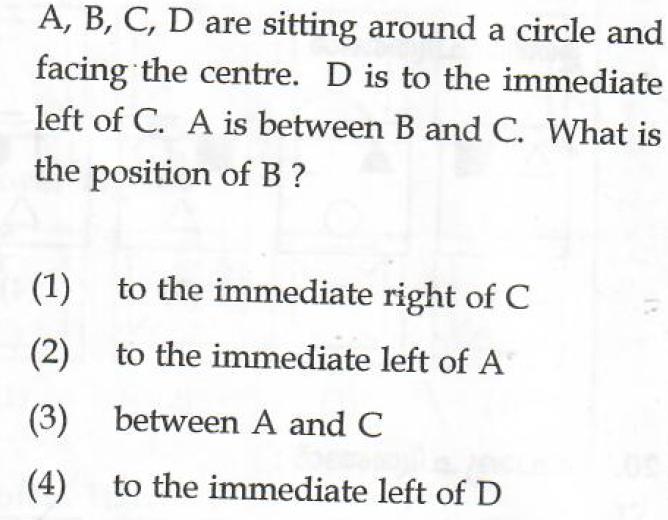 A, B, C, D are sitting around a circle and
facing the centre. D is to the immediate
left of C. A is between B and C. What is
the position of B ?
(1) to the immediate right of C
(2) to the immediate left of A
(3) between A and C
(4) to the immediate left of D